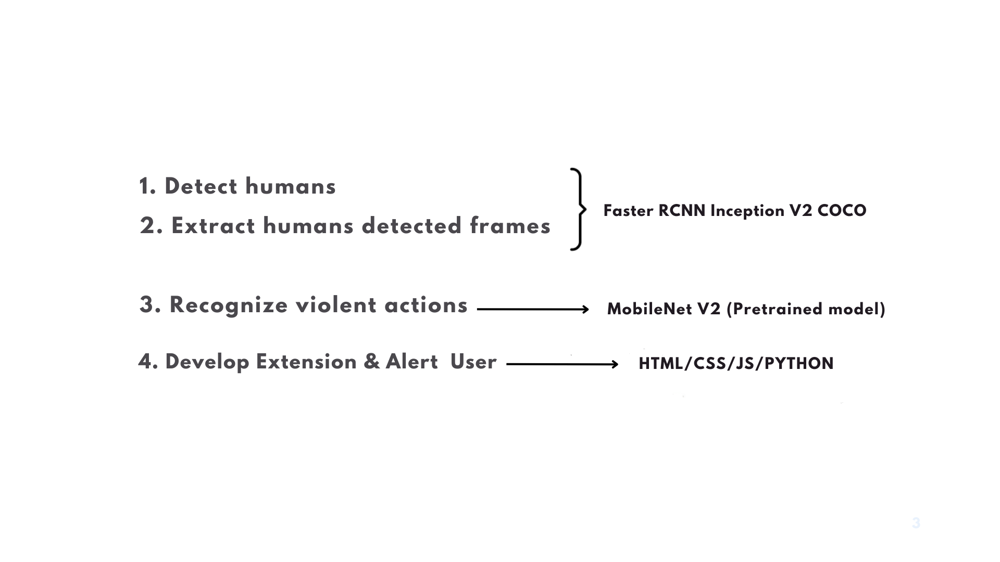 1. Detect humans
2. Extract humans detected frames
Faster RCNN Inception V2 COCO
3. Recognize violent actions
MobileNet V2 (Pretrained model)
4. Develop Extension & Alert User
HTML/CSS/JS/PYTHON
3